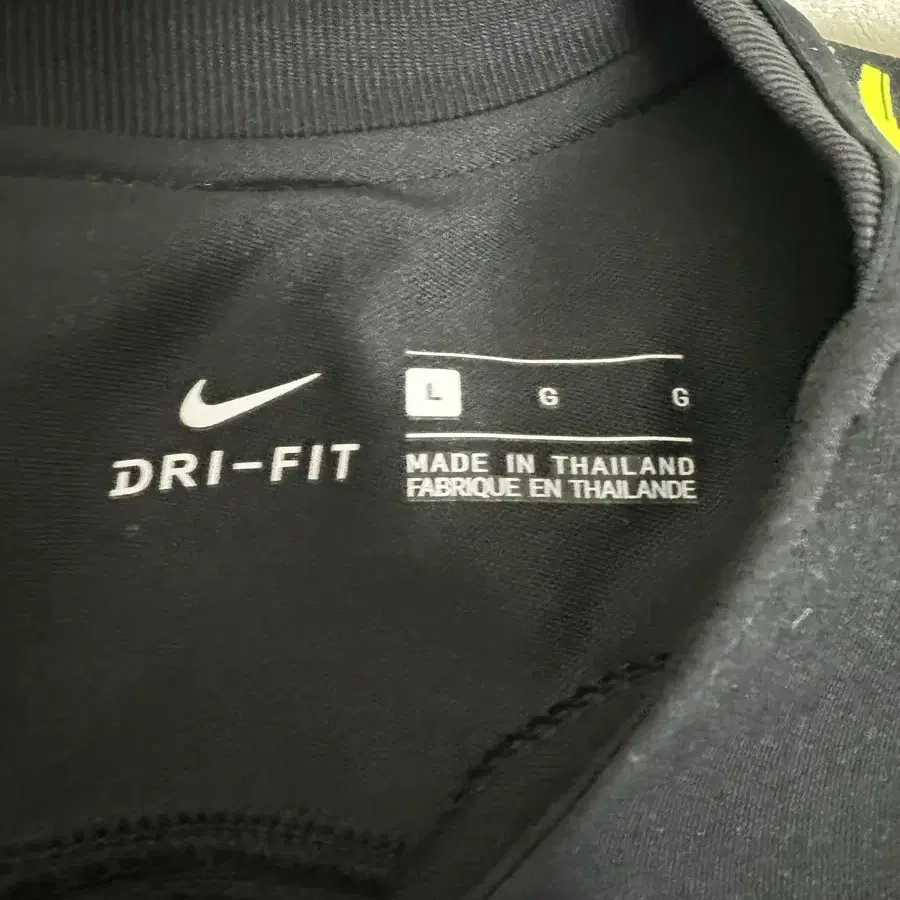 DRI-FIT
L G G
MADE IN THAILAND
FABRIQUE EN THAILANDE